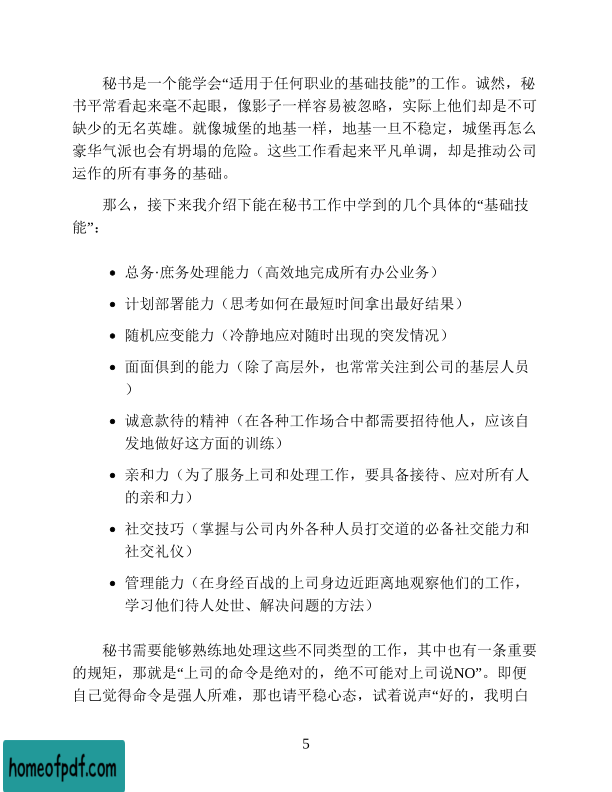 秘书是一个能学会“适用于任何职业的基础技能”的工作。诚然，秘
书平常看起来毫不起眼，像影子一样容易被忽略，实际上他们却是不可
缺少的无名英雄。就像城堡的地基一样，地基一旦不稳定，城堡再怎么
豪华气派也会有坍塌的危险。这些工作看起来平凡单调，却是推动公司
运作的所有事务的基础。
那么，接下来我介绍下能在秘书工作中学到的几个具体的“基础技
能”：
• 总务·庶务处理能力（高效地完成所有办公业务）
• 计划部署能力（思考如何在最短时间拿出最好结果）
• 随机应变能力（冷静地应对随时出现的突发情况）
• 面面俱到的能力（除了高层外，也常常关注到公司的基层人员
）
• 诚意款待的精神（在各种工作场合中都需要招待他人，应该自
发地做好这方面的训练）
• 亲和力（为了服务上司和处理工作，要具备接待、应对所有人
的亲和力）
• 社交技巧（掌握与公司内外各种人员打交道的必备社交能力和
社交礼仪）
• 管理能力（在身经百战的上司身边近距离地观察他们的工作，
学习他们待人处世、解决问题的方法）
秘书需要能够熟练地处理这些不同类型的工作，其中也有一条重要
的规矩，那就是“上司的命令是绝对的，绝不可能对上司说NO”。即便
自己觉得命令是强人所难，那也请平稳心态，试着说声“好的，我明白
5
homeofpdf.com